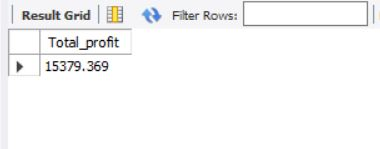 Result Grid Filter Rows:
Total_profit
15379.369